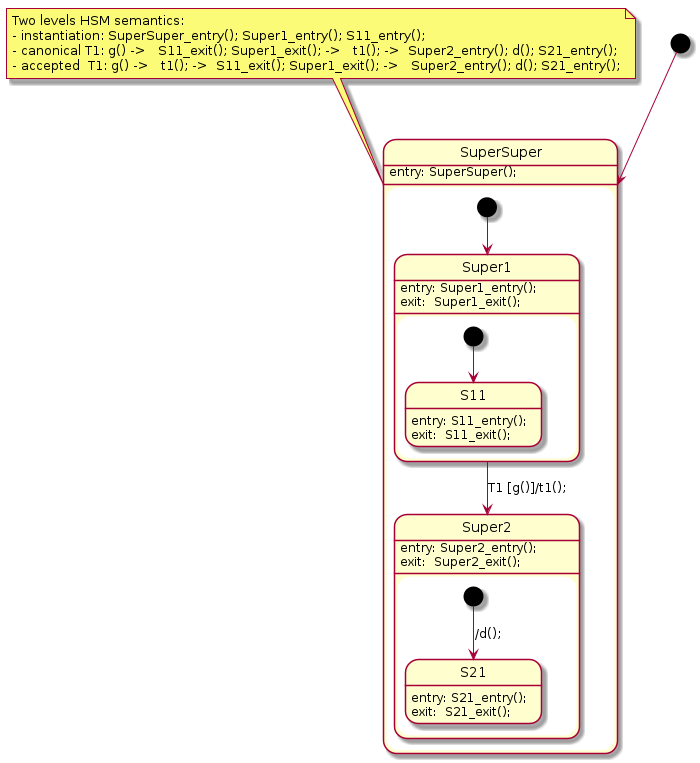 Two levels HSM semantics:
- instantiation: SuperSuper_entry(); Super1_entry(); S11_entry();
- canonical T1: g() ->   S11_exit(); Super1_exit(); ->   t1(); ->  Super2_entry(); d(); S21_entry();
- accepted  T1: g() ->   t1(); ->  S11_exit(); Super1_exit(); ->   Super2_entry(); d(); S21_entry();
SuperSuper
entry: SuperSuper();
Super1
entry: Super1_entry();
exit:  Super1_exit();
S11
entry: S11_entry();
exit:  S11_exit();
T1 [g()]/t1();
Super2
entry: Super2_entry();
exit:  Super2_exit();
/d();
S21
entry: S21_entry();
exit:  S21_exit();